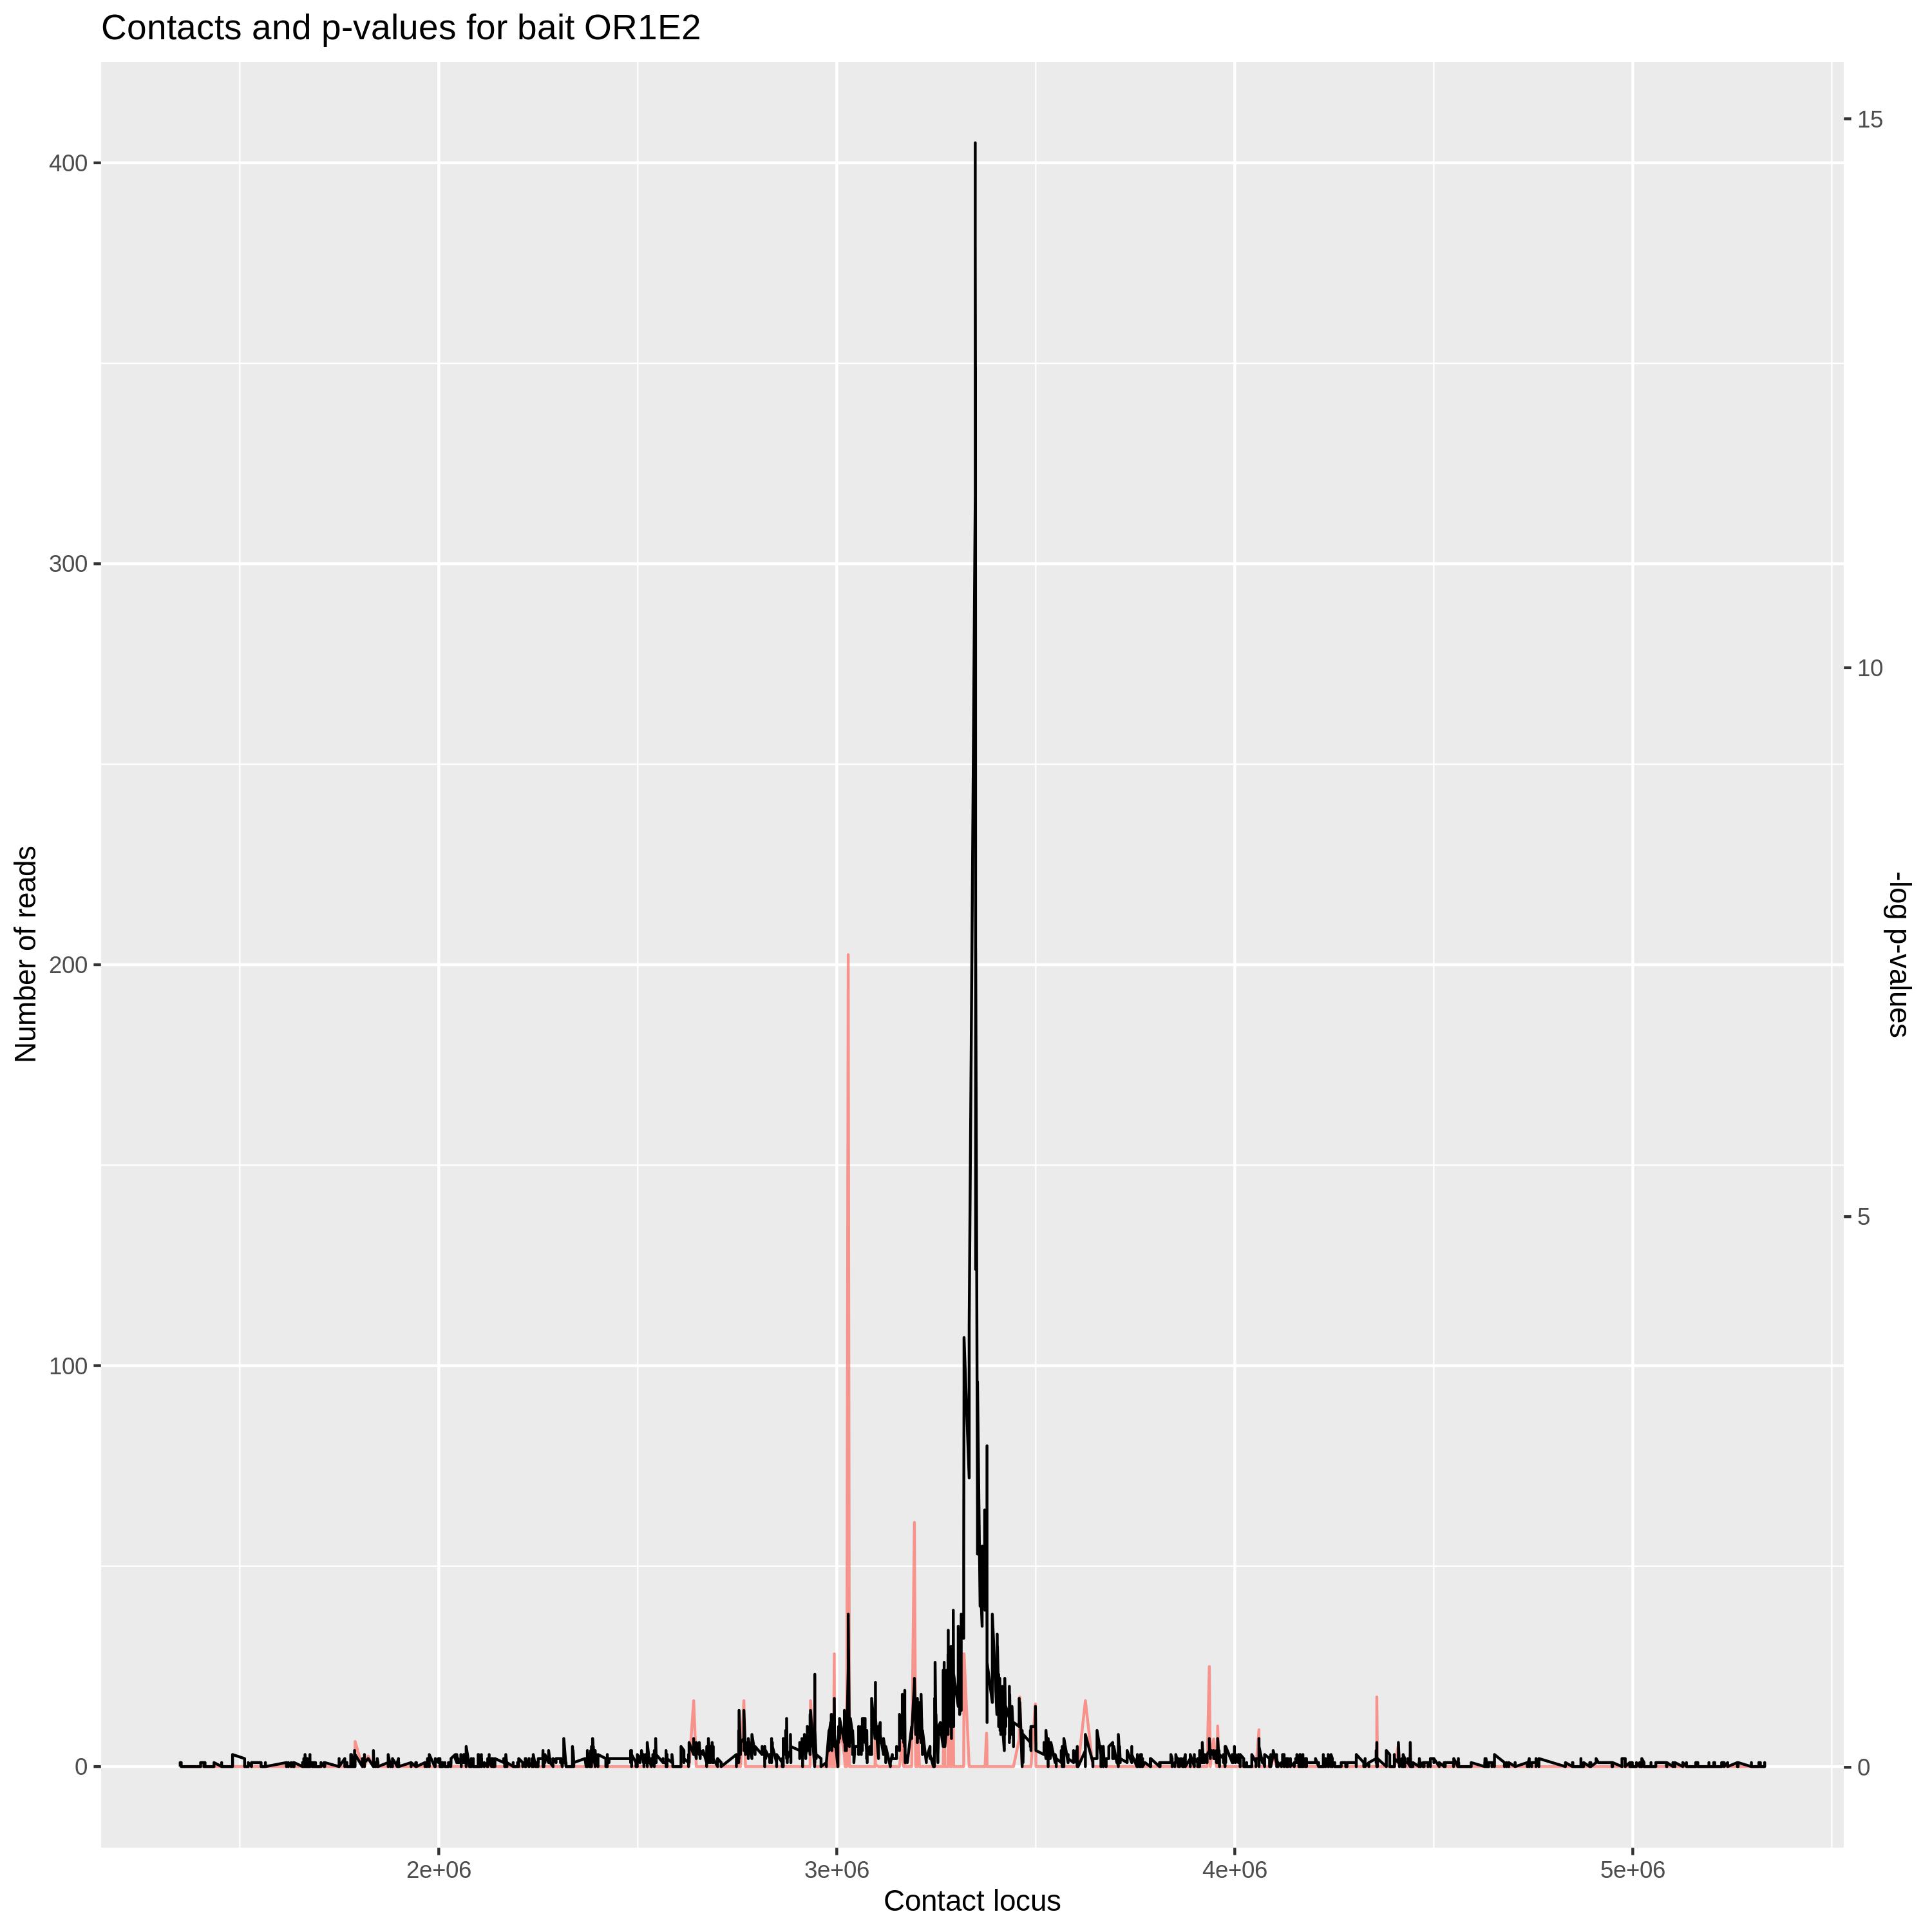 Contacts and p-values for bait OR1E2
400
300
200
100
0
Number of reads
15
10
5
0
-log p-values
2e+06
3e+06
4e+06
5e+06
Contact locus